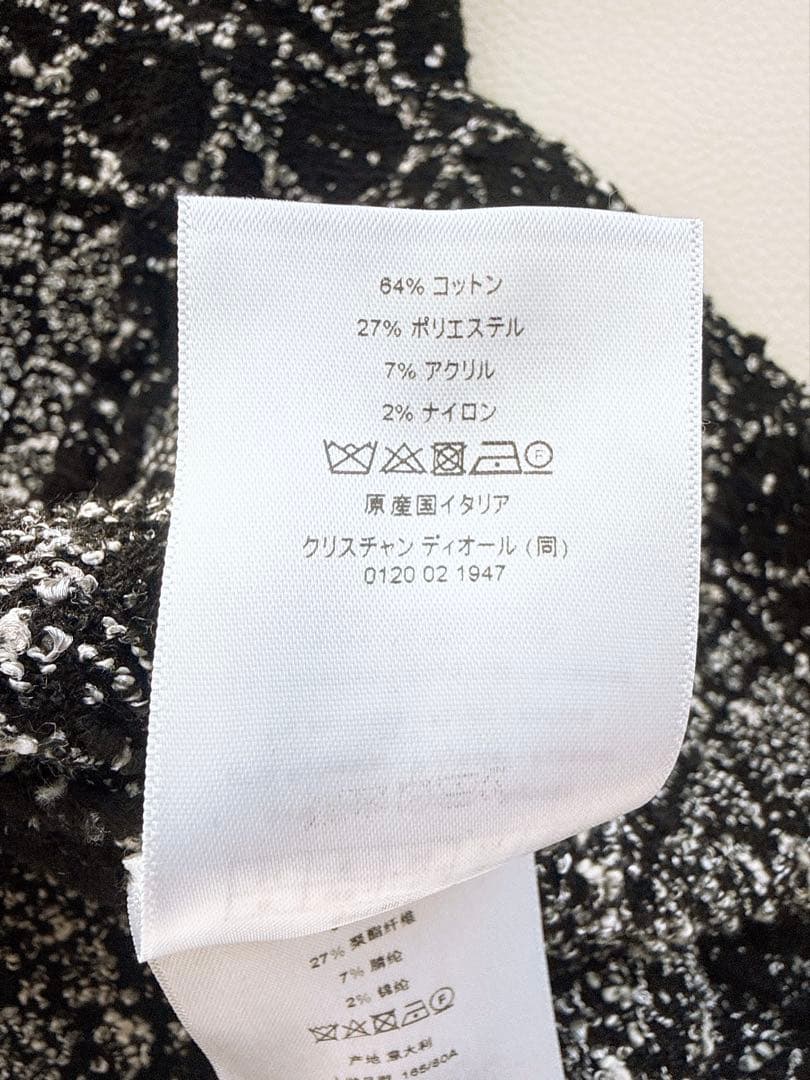 64% コットン
27% ポリエステル
7% アクリル
2% ナイロン
F
原産国イタリア
クリスチャン ディオール (同)
0120 02 1947
27% 聚酯纤维
7% 腈纶
2% 锦纶
F
产地 意大利
165/80A